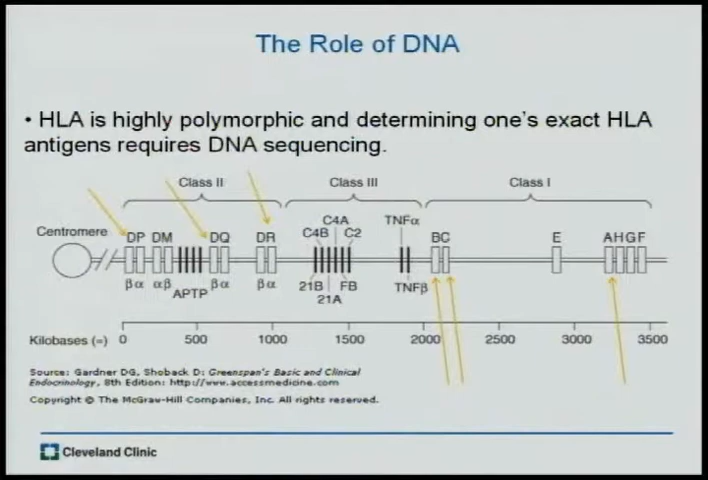 The Role of DNA
• HLA is highly polymorphic and determining one's exact HLA
antigens requires DNA sequencing.
Class II Class III Class I
C4A TNFα
Centromere DP DM DQ DR C4B C2 BC E AHGF
βα αβ βα βα 21B FB TNFβ
APTP 21A
Kilobases (=) 0 500 1000 1500 2000 2500 3000 3500
Source: Gardner DG, Shoback D: Greenspan's Basic and Clinical
Endocrinology, 8th Edition: http://www.accessmedicine.com
Copyright © The McGraw-Hill Companies, Inc. All rights reserved.
Cleveland Clinic